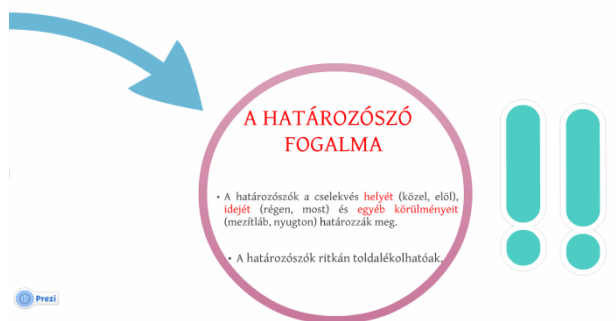 A HATÁROZÓSZÓ
FOGALMA
• A határozószók a cselekvés helyét (közel, elöl),
idejét (régen, most) és egyéb körülményeit
(mezítláb, nyugton) határozzák meg.
• A határozószók ritkán toldalékolhatóak.
!!
Prezi